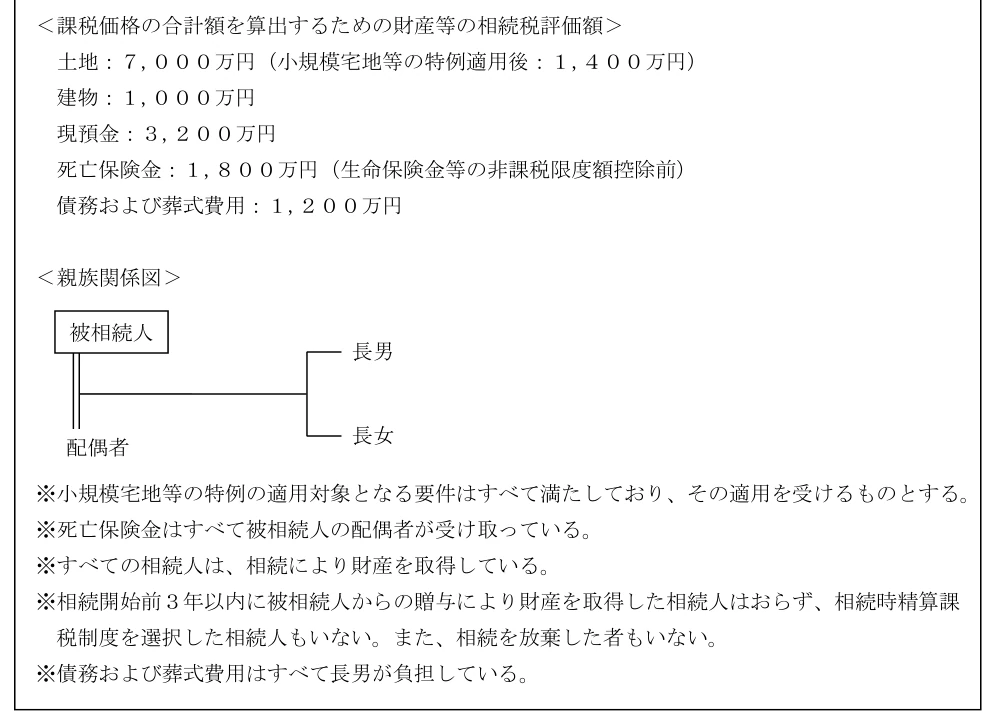 ＜課税価格の合計額を算出するための財産等の相続税評価額＞
土地：７，０００万円（小規模宅地等の特例適用後：１，４００万円）
建物：１，０００万円
現預金：３，２００万円
死亡保険金：１，８００万円（生命保険金等の非課税限度額控除前）
債務および葬式費用：１，２００万円
＜親族関係図＞
被相続人
長男
長女
配偶者
※小規模宅地等の特例の適用対象となる要件はすべて満たしており、その適用を受けるものとする。
※死亡保険金はすべて被相続人の配偶者が受け取っている。
※すべての相続人は、相続により財産を取得している。
※相続開始前３年以内に被相続人からの贈与により財産を取得した相続人はおらず、相続時精算課
税制度を選択した相続人もいない。また、相続を放棄した者もいない。
※債務および葬式費用はすべて長男が負担している。